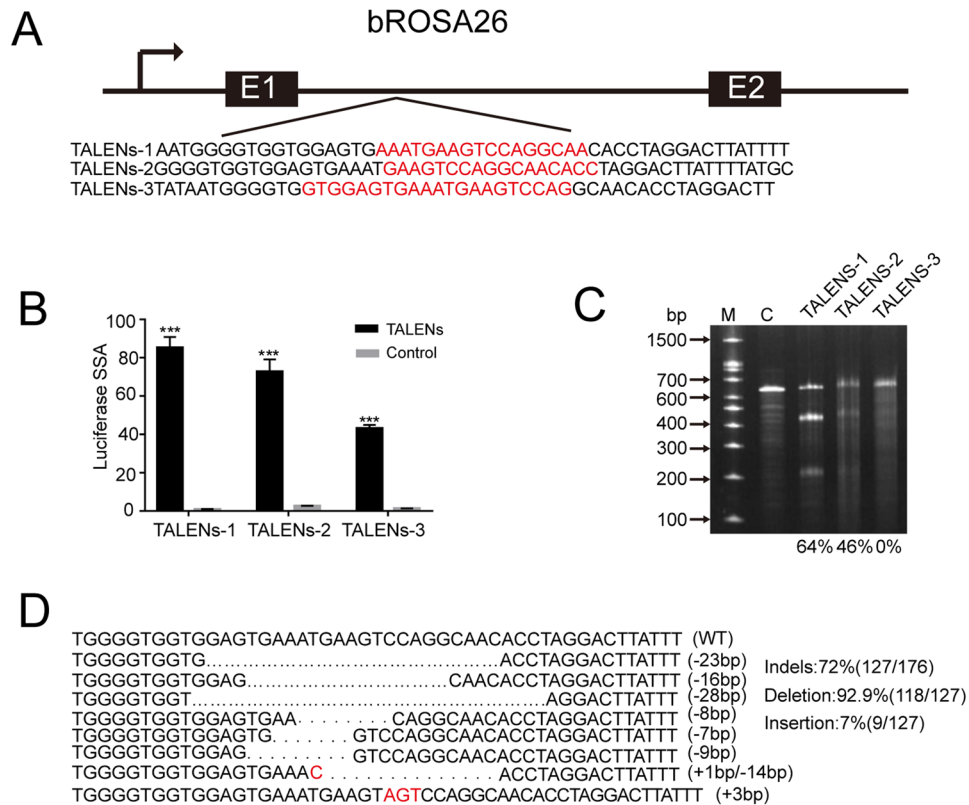 A
bROSA26
E1 E2
TALENs-1 AATGGGGTGGTGGAGTGAAATGAAGTCCAGGCAACACCTAGGACTTATTTT
TALENs-2GGGGTGGTGGAGTGAAATGAAGTCCAGGCAACACCTAGGACTTATTTTATGC
TALENs-3TATAATGGGGTGGTGGAGTGAAATGAAGTCCAGGCAACACCTAGGACTT
B
Luciferase SSA
100
80
60
40
20
0
*** *** ***
TALENs
Control
TALENs-1 TALENs-2 TALENs-3
C
bp M C TALENS-1 TALENS-2 TALENS-3
1500
700
600
400
300
200
100
64% 46% 0%
D
TGGGGTGGTGGAGTGAAATGAAGTCCAGGCAACACCTAGGACTTATTT (WT)
TGGGGTGGTG........................................ACCTAGGACTTATTT (-23bp)
TGGGGTGGTGGAG............................CAACACCTAGGACTTATTT (-16bp)
TGGGGTGGT.................................................AGGACTTATTT (-28bp)
TGGGGTGGTGGAGTGAA . . . . . . . . CAGGCAACACCTAGGACTTATTT (-8bp)
TGGGGTGGTGGAGTG. . . . . . . GTCCAGGCAACACCTAGGACTTATTT (-7bp)
TGGGGTGGTGGAG. . . . . . . . . GTCCAGGCAACACCTAGGACTTATTT (-9bp)
TGGGGTGGTGGAGTGAAAC. . . . . . . . . . . . . . ACCTAGGACTTATTT (+1bp/-14bp)
TGGGGTGGTGGAGTGAAATGAAGTAGTCCAGGCAACACCTAGGACTTATTT (+3bp)
Indels:72%(127/176)
Deletion:92.9%(118/127)
Insertion:7%(9/127)